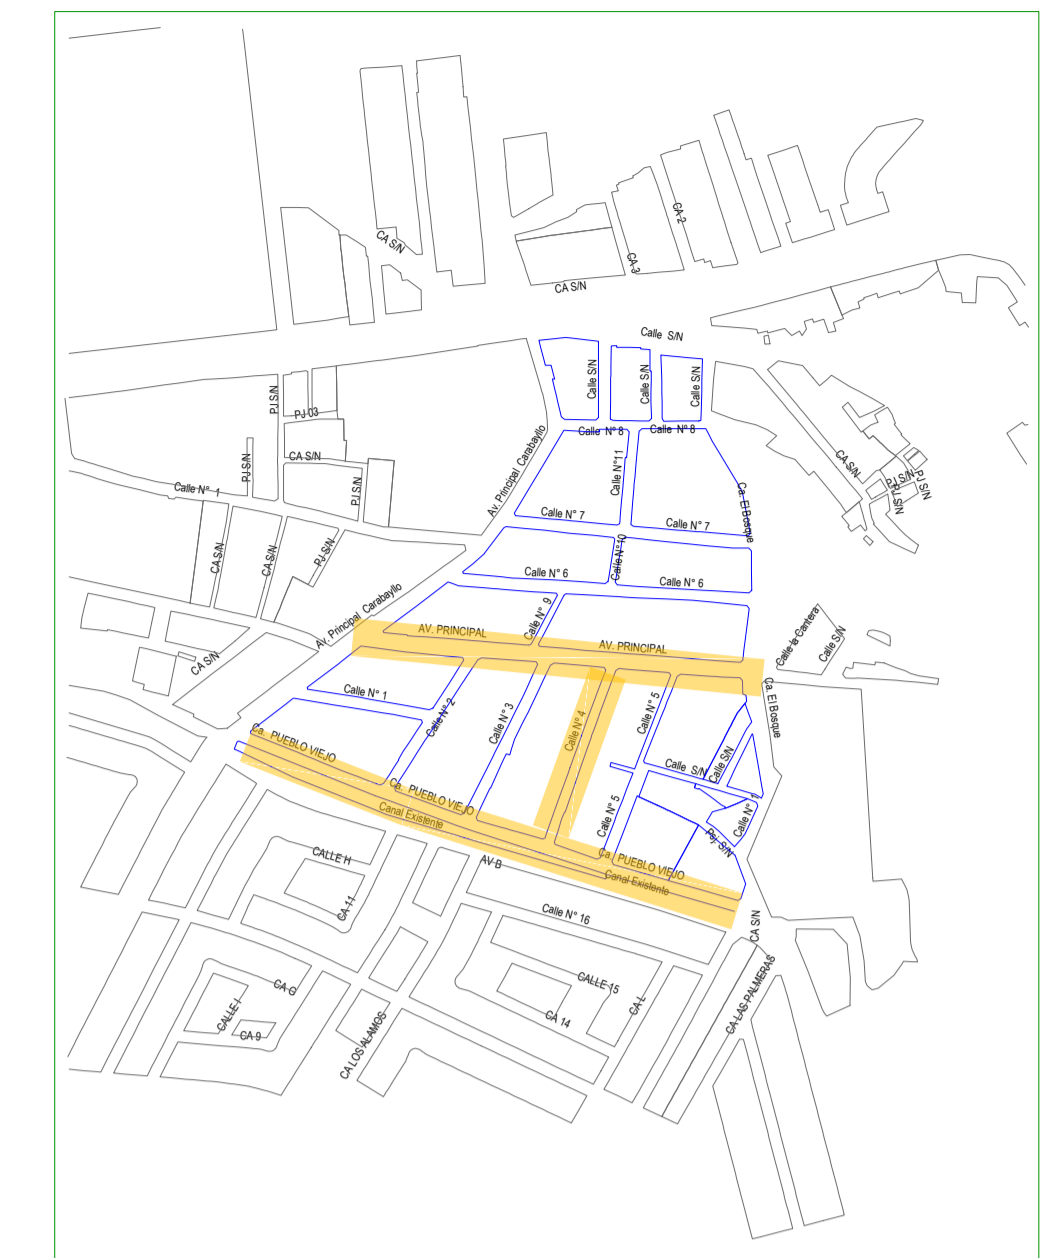 CA S/N
CA-2
CA-3
CA S/N
Calle S/N
Calle S/N
Calle S/N
Calle S/N
PJ S/N
PJ 03
Calle N° 8
Calle N° 8
Av. Principal Carabayllo
CA S/N
PJ S/N
PJ S/N
Calle N° 11
CA S/N
PJ S/N
PJ S/N
PJ S/N
Calle N° 1
Ca. El Bosque
Calle N° 7
Calle N° 7
CA S/N
CA S/N
PJ S/N
Calle N° 10
Calle N° 6
Calle N° 6
Av. Principal Carabayllo
Calle N° 9
AV. PRINCIPAL
AV. PRINCIPAL
Calle la Cantera
Calle S/N
CA S/N
Calle N° 1
Calle N° 2
Calle N° 3
Calle N° 4
Calle N° 5
Ca. El Bosque
Ca. PUEBLO VIEJO
Calle S/N
Calle S/N
Ca. PUEBLO VIEJO
Canal Existente
Calle N° 5
Calle N° 1
Psj. S/N
CALLE H
AV B
Ca. PUEBLO VIEJO
Canal Existente
CA 11
Calle N° 16
CA S/N
CA G
CALLE 15
CA LAS PALMERAS
CALLE I
CA 9
CA LOS ALAMOS
CA 14
CA L